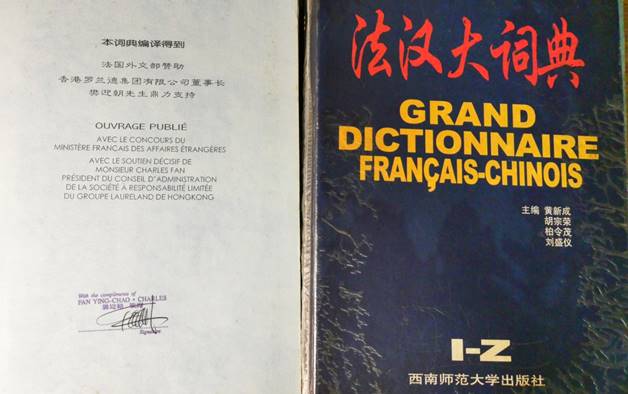 本词典编译得到
法国外交部赞助
香港罗兰德集团有限公司董事长
樊迎朝先生鼎力支持
OUVRAGE PUBLIÉ
AVEC LE CONCOURS DU
MINISTÈRE FRANÇAIS DES AFFAIRES ÉTRANGÈRES
AVEC LE SOUTIEN DÉCISIF DE
MONSIEUR CHARLES FAN
PRÉSIDENT DU CONSEIL D'ADMINISTRATION
DE LA SOCIÉTÉ À RESPONSABILITÉ LIMITÉE
DU GROUPE LAURELAND DE HONGKONG
With the compliments of
FAN YING-CHAO · CHARLES
Signature
法汉大词典
GRAND
DICTIONNAIRE
FRANÇAIS-CHINOIS
主编 黄新成
胡宗荣
柏令茂
刘盛仪
I-Z
西南师范大学出版社